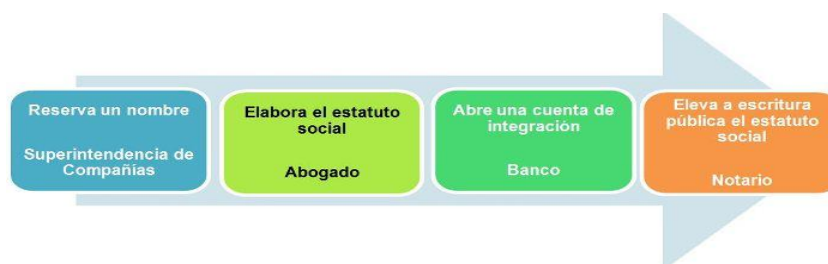 Reserva un nombre
Superintendencia de
Compañías
Elabora el estatuto
social
Abogado
Abre una cuenta de
integración
Banco
Eleva a escritura
pública el estatuto
social
Notario